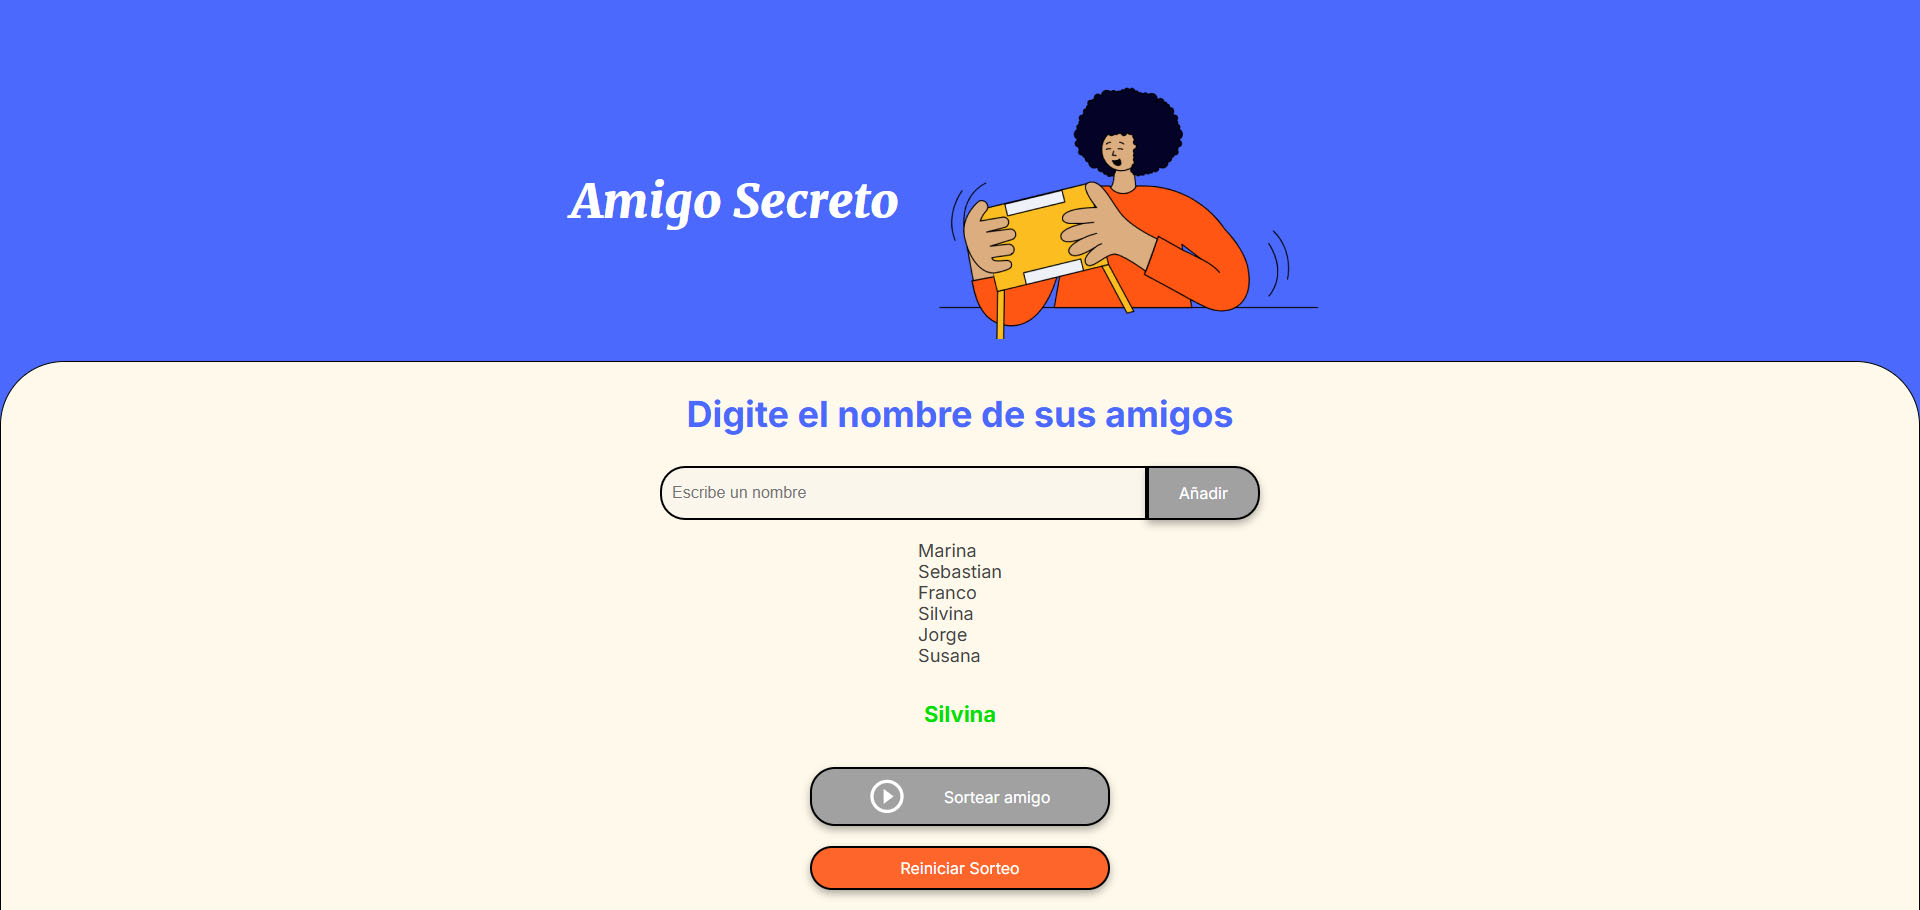 Amigo Secreto
Digite el nombre de sus amigos
Escribe un nombre
Añadir
Marina
Sebastian
Franco
Silvina
Jorge
Susana
Silvina
Sortear amigo
Reiniciar Sorteo